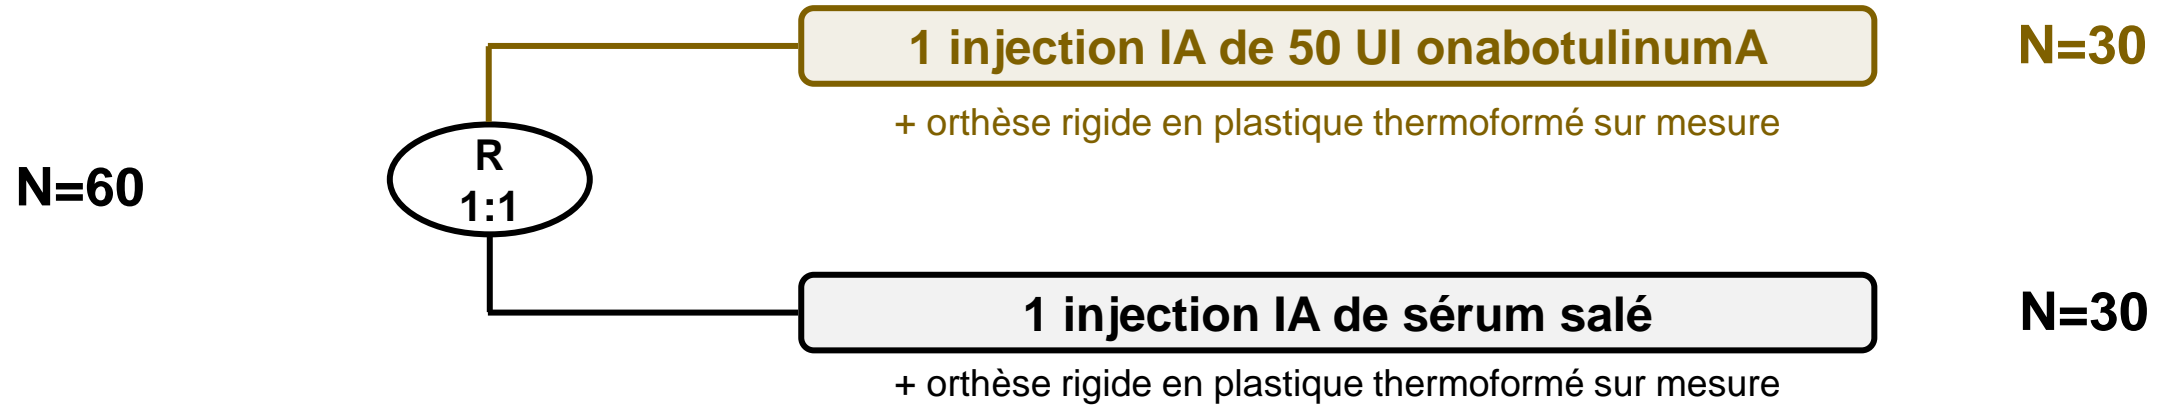 1 injection IA de 50 UI onabotulinumA
N=30
+ orthèse rigide en plastique thermoformé sur mesure
N=60
R
1:1
1 injection IA de sérum salé
N=30
+ orthèse rigide en plastique thermoformé sur mesure